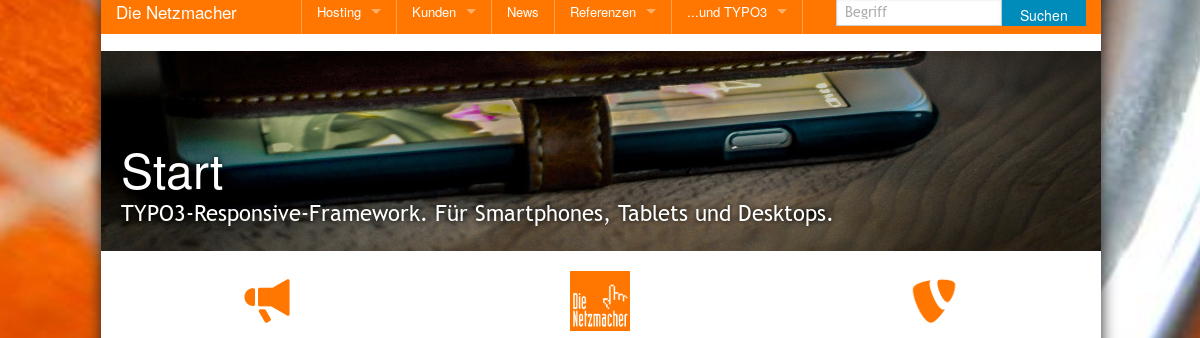 Die Netzmacher Hosting Kunden News Referenzen ...und TYPO3 Begriff Suchen
Start
TYPO3-Responsive-Framework. Für Smartphones, Tablets und Desktops.
Die
Netzmacher